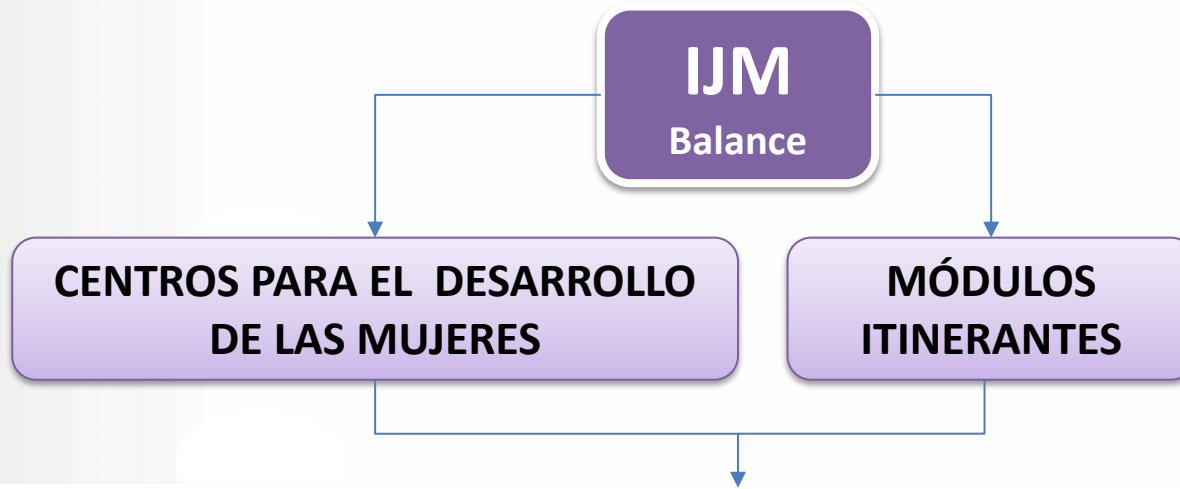 IJM
Balance
CENTROS PARA EL DESARROLLO
DE LAS MUJERES
MÓDULOS
ITINERANTES